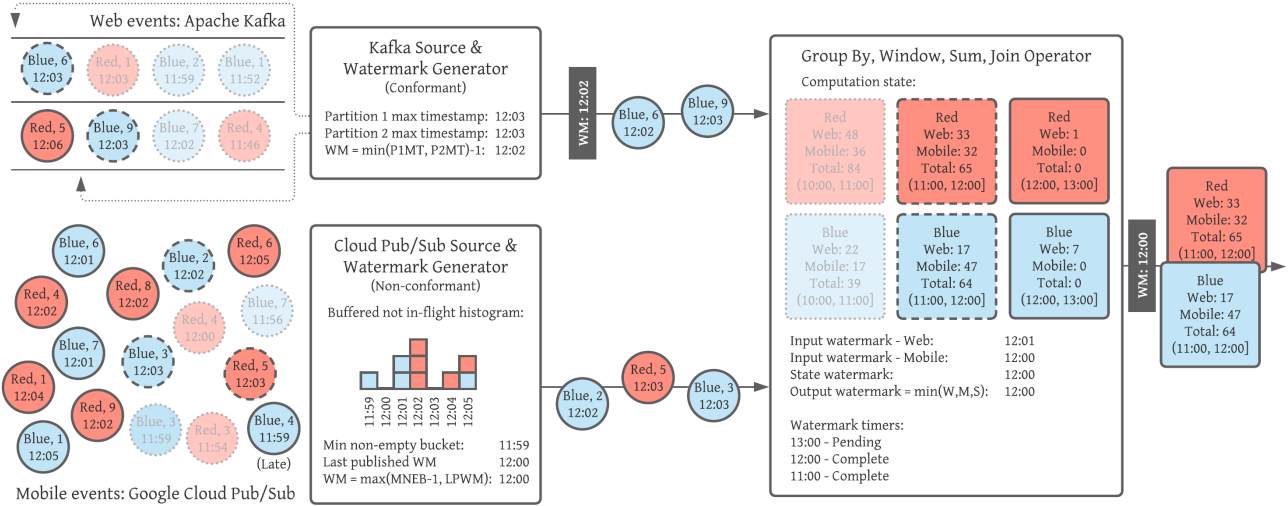 Web events: Apache Kafka
Blue, 6
12:03
Red, 1
12:03
Blue, 2
11:59
Blue, 1
11:52
Red, 5
12:06
Blue, 9
12:03
Blue, 7
12:02
Red, 4
11:46
Kafka Source &
Watermark Generator
(Conformant)
Partition 1 max timestamp: 12:03
Partition 2 max timestamp: 12:03
WM = min(P1MT, P2MT)-1: 12:02
WM: 12:02
Blue, 6
12:02
Blue, 9
12:03
Blue, 6
12:01
Blue, 2
12:02
Red, 6
12:05
Red, 4
12:02
Red, 8
12:02
Red, 4
12:00
Blue, 7
11:56
Blue, 7
12:01
Blue, 3
12:03
Red, 5
12:03
Red, 1
12:04
Red, 9
12:02
Blue, 3
11:59
Red, 3
11:54
Blue, 4
11:59
(Late)
Blue, 1
12:05
Mobile events: Google Cloud Pub/Sub
Cloud Pub/Sub Source &
Watermark Generator
(Non-conformant)
Buffered not in-flight histogram:
11:59
12:00
12:01
12:02
12:03
12:04
12:05
Min non-empty bucket: 11:59
Last published WM 12:00
WM = max(MNEB-1, LPWM): 12:00
Blue, 2
12:02
Red, 5
12:03
Blue, 3
12:03
Group By, Window, Sum, Join Operator
Computation state:
Red
Web: 48
Mobile: 36
Total: 84
(10:00, 11:00]
Red
Web: 33
Mobile: 32
Total: 65
(11:00, 12:00]
Red
Web: 1
Mobile: 0
Total: 0
(12:00, 13:00]
Blue
Web: 22
Mobile: 17
Total: 39
(10:00, 11:00]
Blue
Web: 17
Mobile: 47
Total: 64
(11:00, 12:00]
Blue
Web: 7
Mobile: 0
Total: 0
(12:00, 13:00]
Input watermark - Web: 12:01
Input watermark - Mobile: 12:00
State watermark: 12:00
Output watermark = min(W,M,S): 12:00
Watermark timers:
13:00 - Pending
12:00 - Complete
11:00 - Complete
WM: 12:00
Red
Web: 33
Mobile: 32
Total: 65
(11:00, 12:00]
Blue
Web: 17
Mobile: 47
Total: 64
(11:00, 12:00]